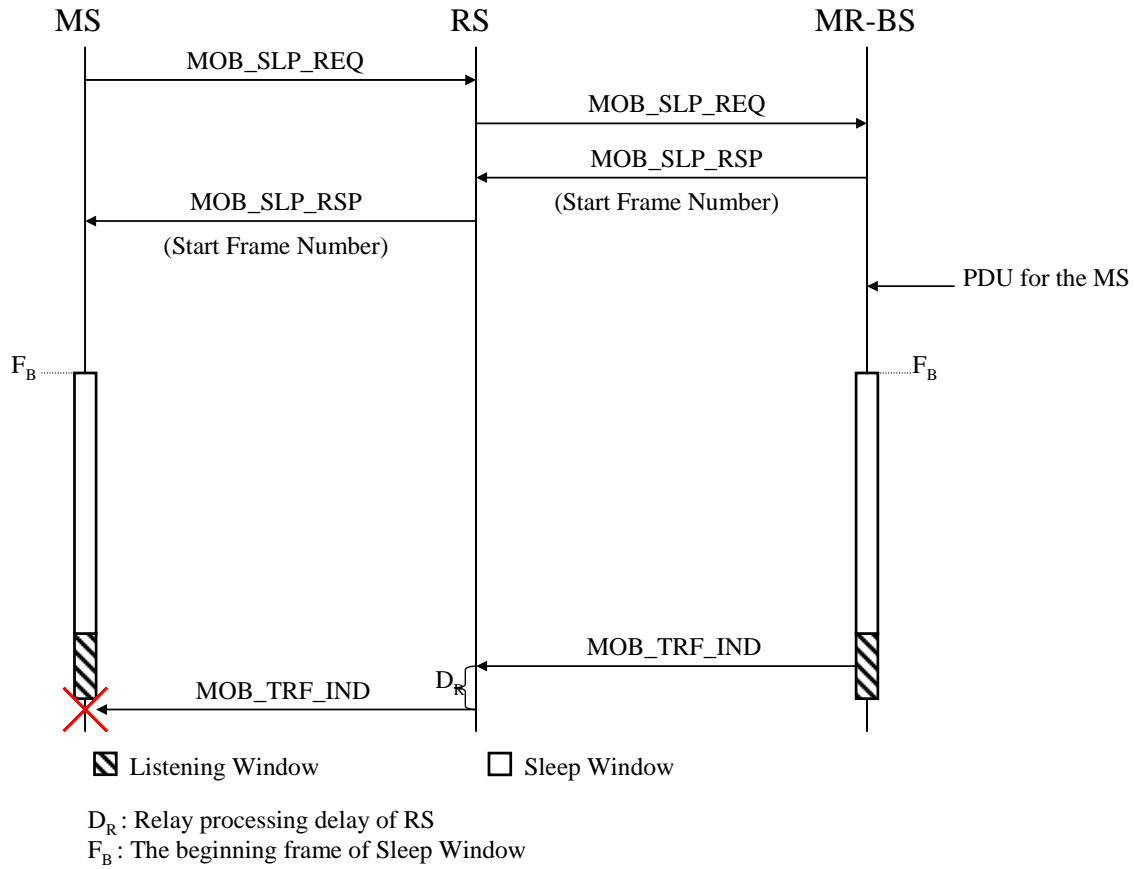 MS RS MR-BS
MOB_SLP_REQ
MOB_SLP_REQ
MOB_SLP_RSP
MOB_SLP_RSP
(Start Frame Number)
(Start Frame Number)
PDU for the MS
F_B F_B
MOB_TRF_IND
D_R
MOB_TRF_IND
Listening Window Sleep Window
D_R : Relay processing delay of RS
F_B : The beginning frame of Sleep Window